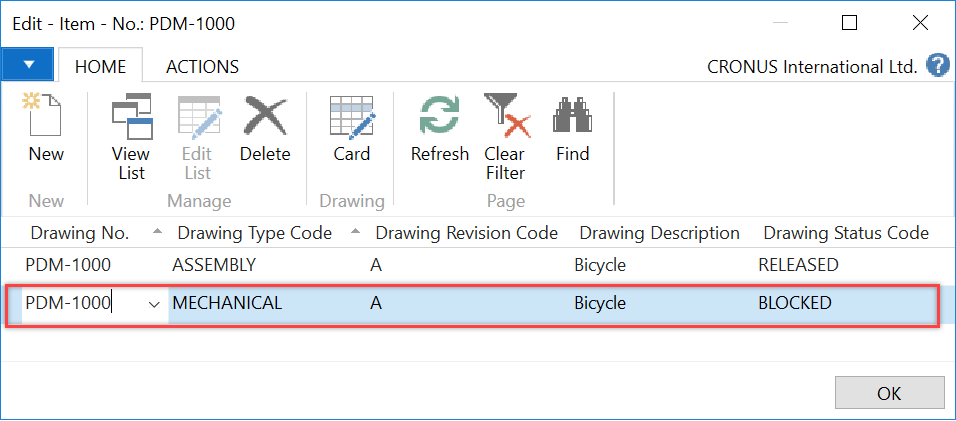 Edit - Item - No.: PDM-1000
HOME ACTIONS CRONUS International Ltd. ?
New View List Edit List Delete Card Refresh Clear Filter Find
New Manage Drawing Page
Drawing No. Drawing Type Code Drawing Revision Code Drawing Description Drawing Status Code
PDM-1000 ASSEMBLY A Bicycle RELEASED
PDM-1000 MECHANICAL A Bicycle BLOCKED
OK